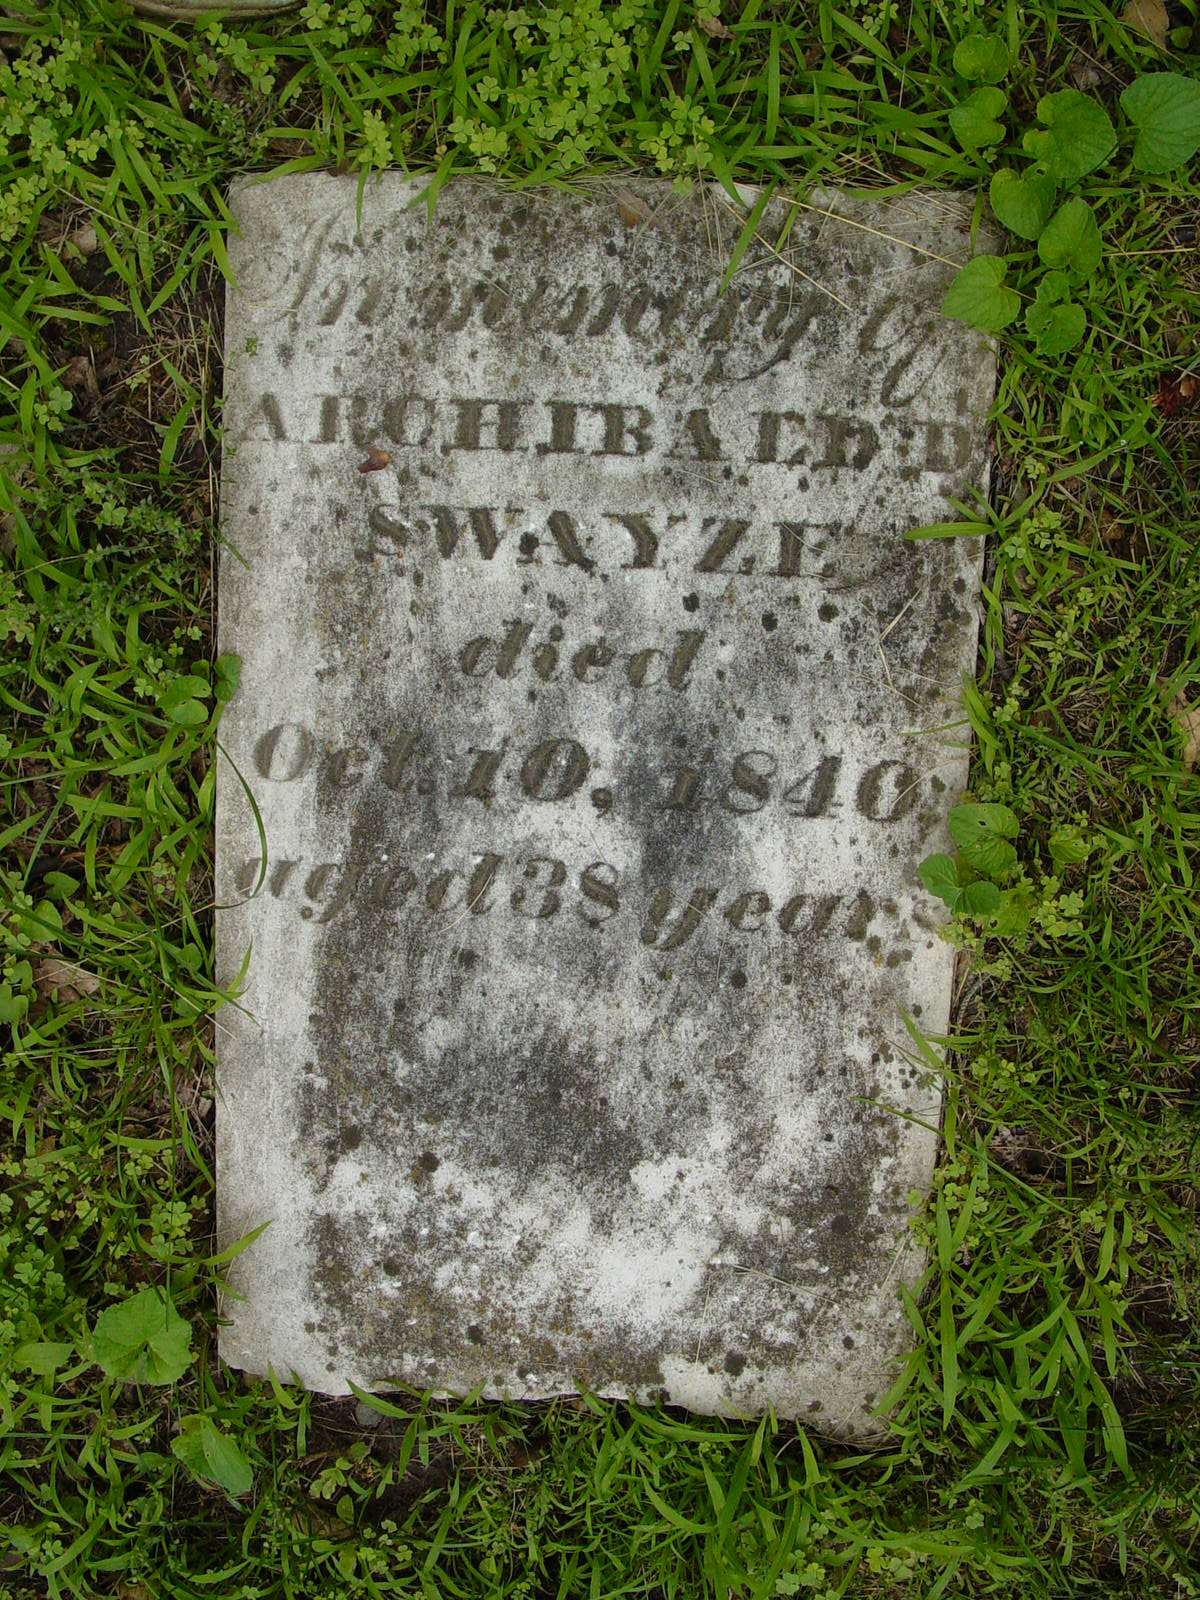 In memory of
ARCHIBALD D
SWAYZE
died
Oct. 10, 1840,
aged 38 years